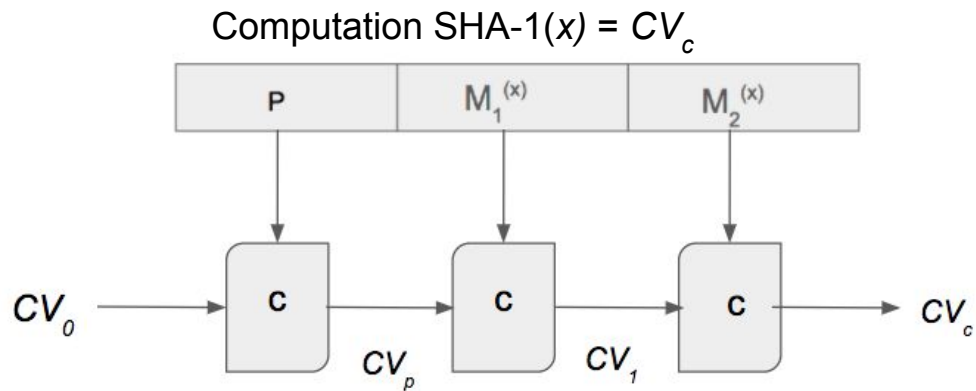 Computation SHA-1(x) = CV_c
P M_1^(x) M_2^(x)
C C C
CV_0 CV_p CV_1 CV_c